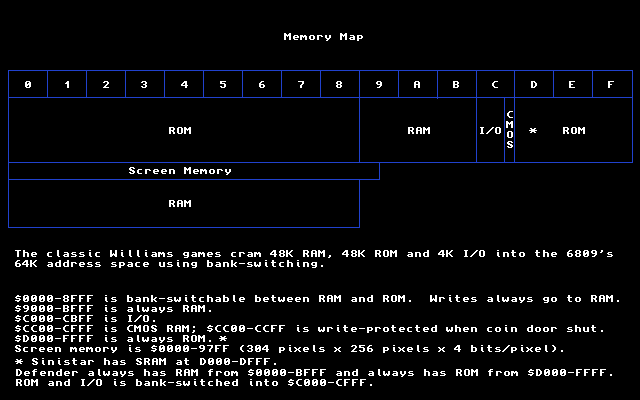 Memory Map
0 1 2 3 4 5 6 7 8 9 A B C D E F
ROM RAM I/O CMOS * ROM
Screen Memory
RAM
The classic Williams games cram 48K RAM, 48K ROM and 4K I/O into the 6809's
64K address space using bank-switching.
$0000-8FFF is bank-switchable between RAM and ROM.  Writes always go to RAM.
$9000-BFFF is always RAM.
$C000-CBFF is I/O.
$CC00-CFFF is CMOS RAM; $CC00-CCFF is write-protected when coin door shut.
$D000-FFFF is always ROM.*
Screen memory is $0000-97FF (304 pixels x 256 pixels x 4 bits/pixel).
* Sinistar has SRAM at D000-DFFF.
Defender always has RAM from $0000-BFFF and always has ROM from $D000-FFFF.
ROM and I/O is bank-switched into $C000-CFFF.